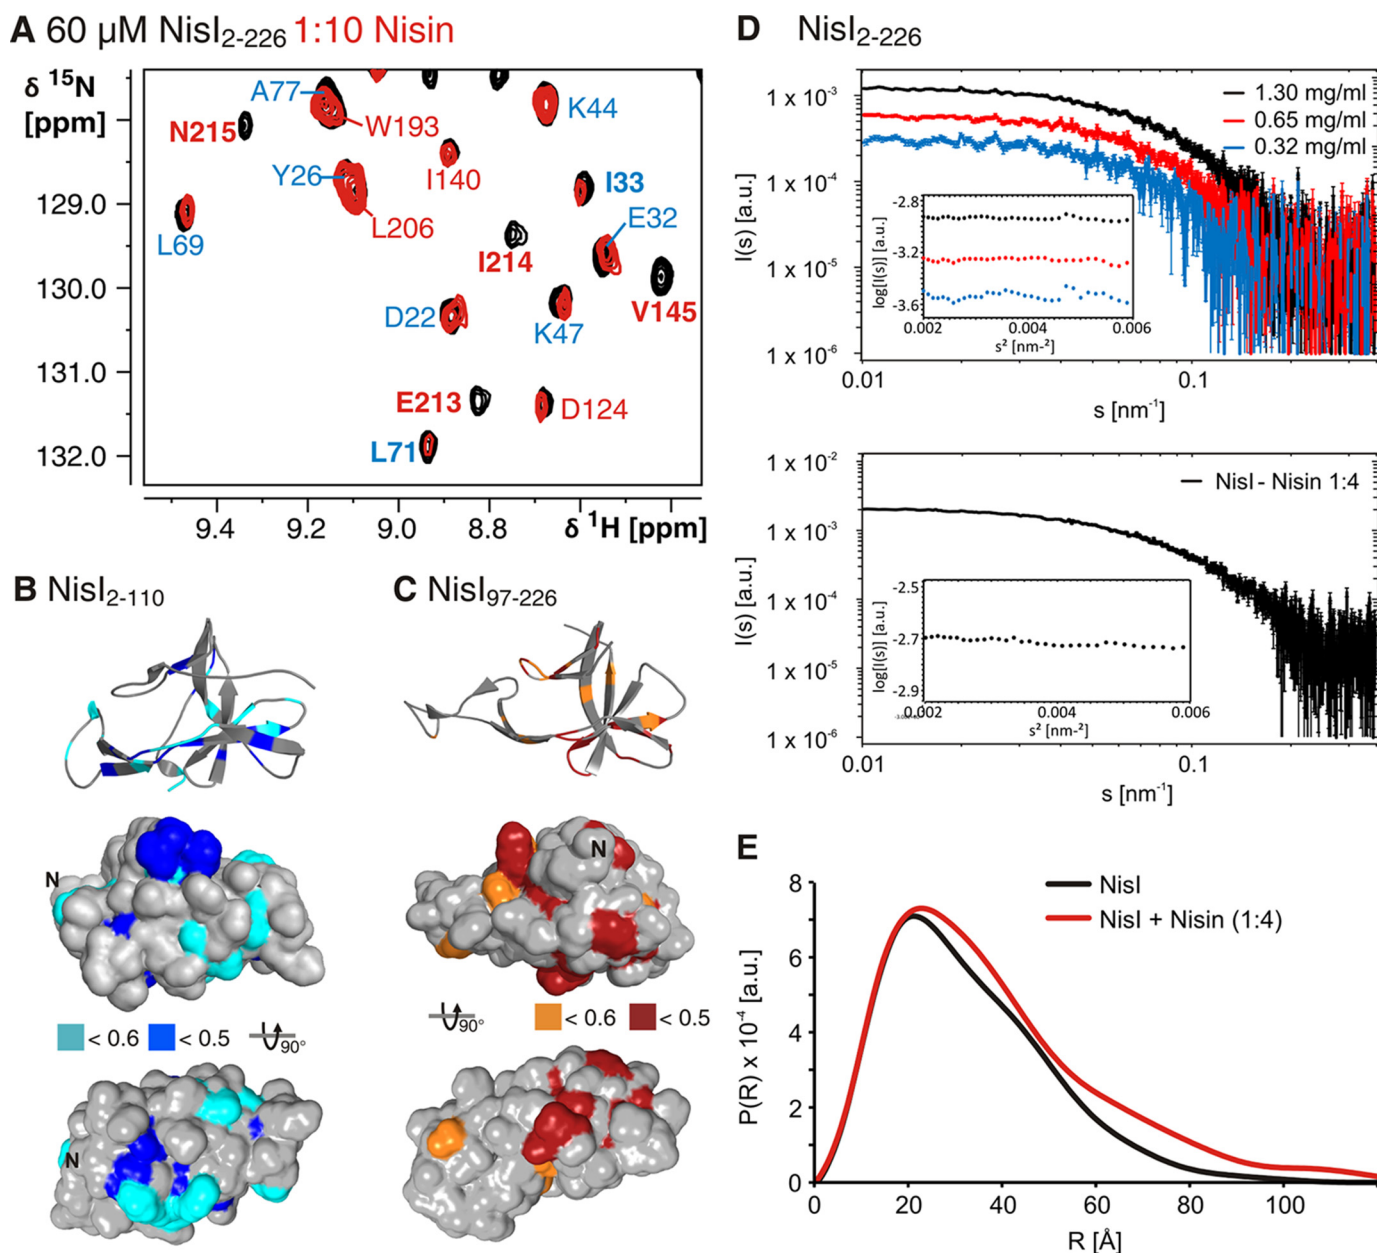 A 60 µM NisI2-226 1:10 Nisin
δ 15N
[ppm]
129.0
130.0
131.0
132.0
A77
N215
W193
K44
Y26
I140
I33
L206
E32
L69
I214
V145
D22
K47
E213
D124
L71
9.4
9.2
9.0
8.8
δ 1H [ppm]
B NisI2-110
N
< 0.6
< 0.5
90°
N
C NisI97-226
N
90°
< 0.6
< 0.5
D NisI2-226
I(s) [a.u.]
1 x 10-3
1 x 10-4
1 x 10-5
1 x 10-6
1.30 mg/ml
0.65 mg/ml
0.32 mg/ml
log[I(s)] [a.u.]
-2.8
-3.2
-3.6
0.002
0.004
0.006
s² [nm-²]
0.01
0.1
s [nm-1]
I(s) [a.u.]
1 x 10-2
1 x 10-3
1 x 10-4
1 x 10-5
1 x 10-6
NisI - Nisin 1:4
log[I(s)] [a.u.]
-2.5
-2.7
-2.9
0.002
0.004
0.006
s² [nm-²]
0.01
0.1
s [nm-1]
E
P(R) x 10-4 [a.u.]
8
6
4
2
0
NisI
NisI + Nisin (1:4)
0
20
40
60
80
100
R [Å]